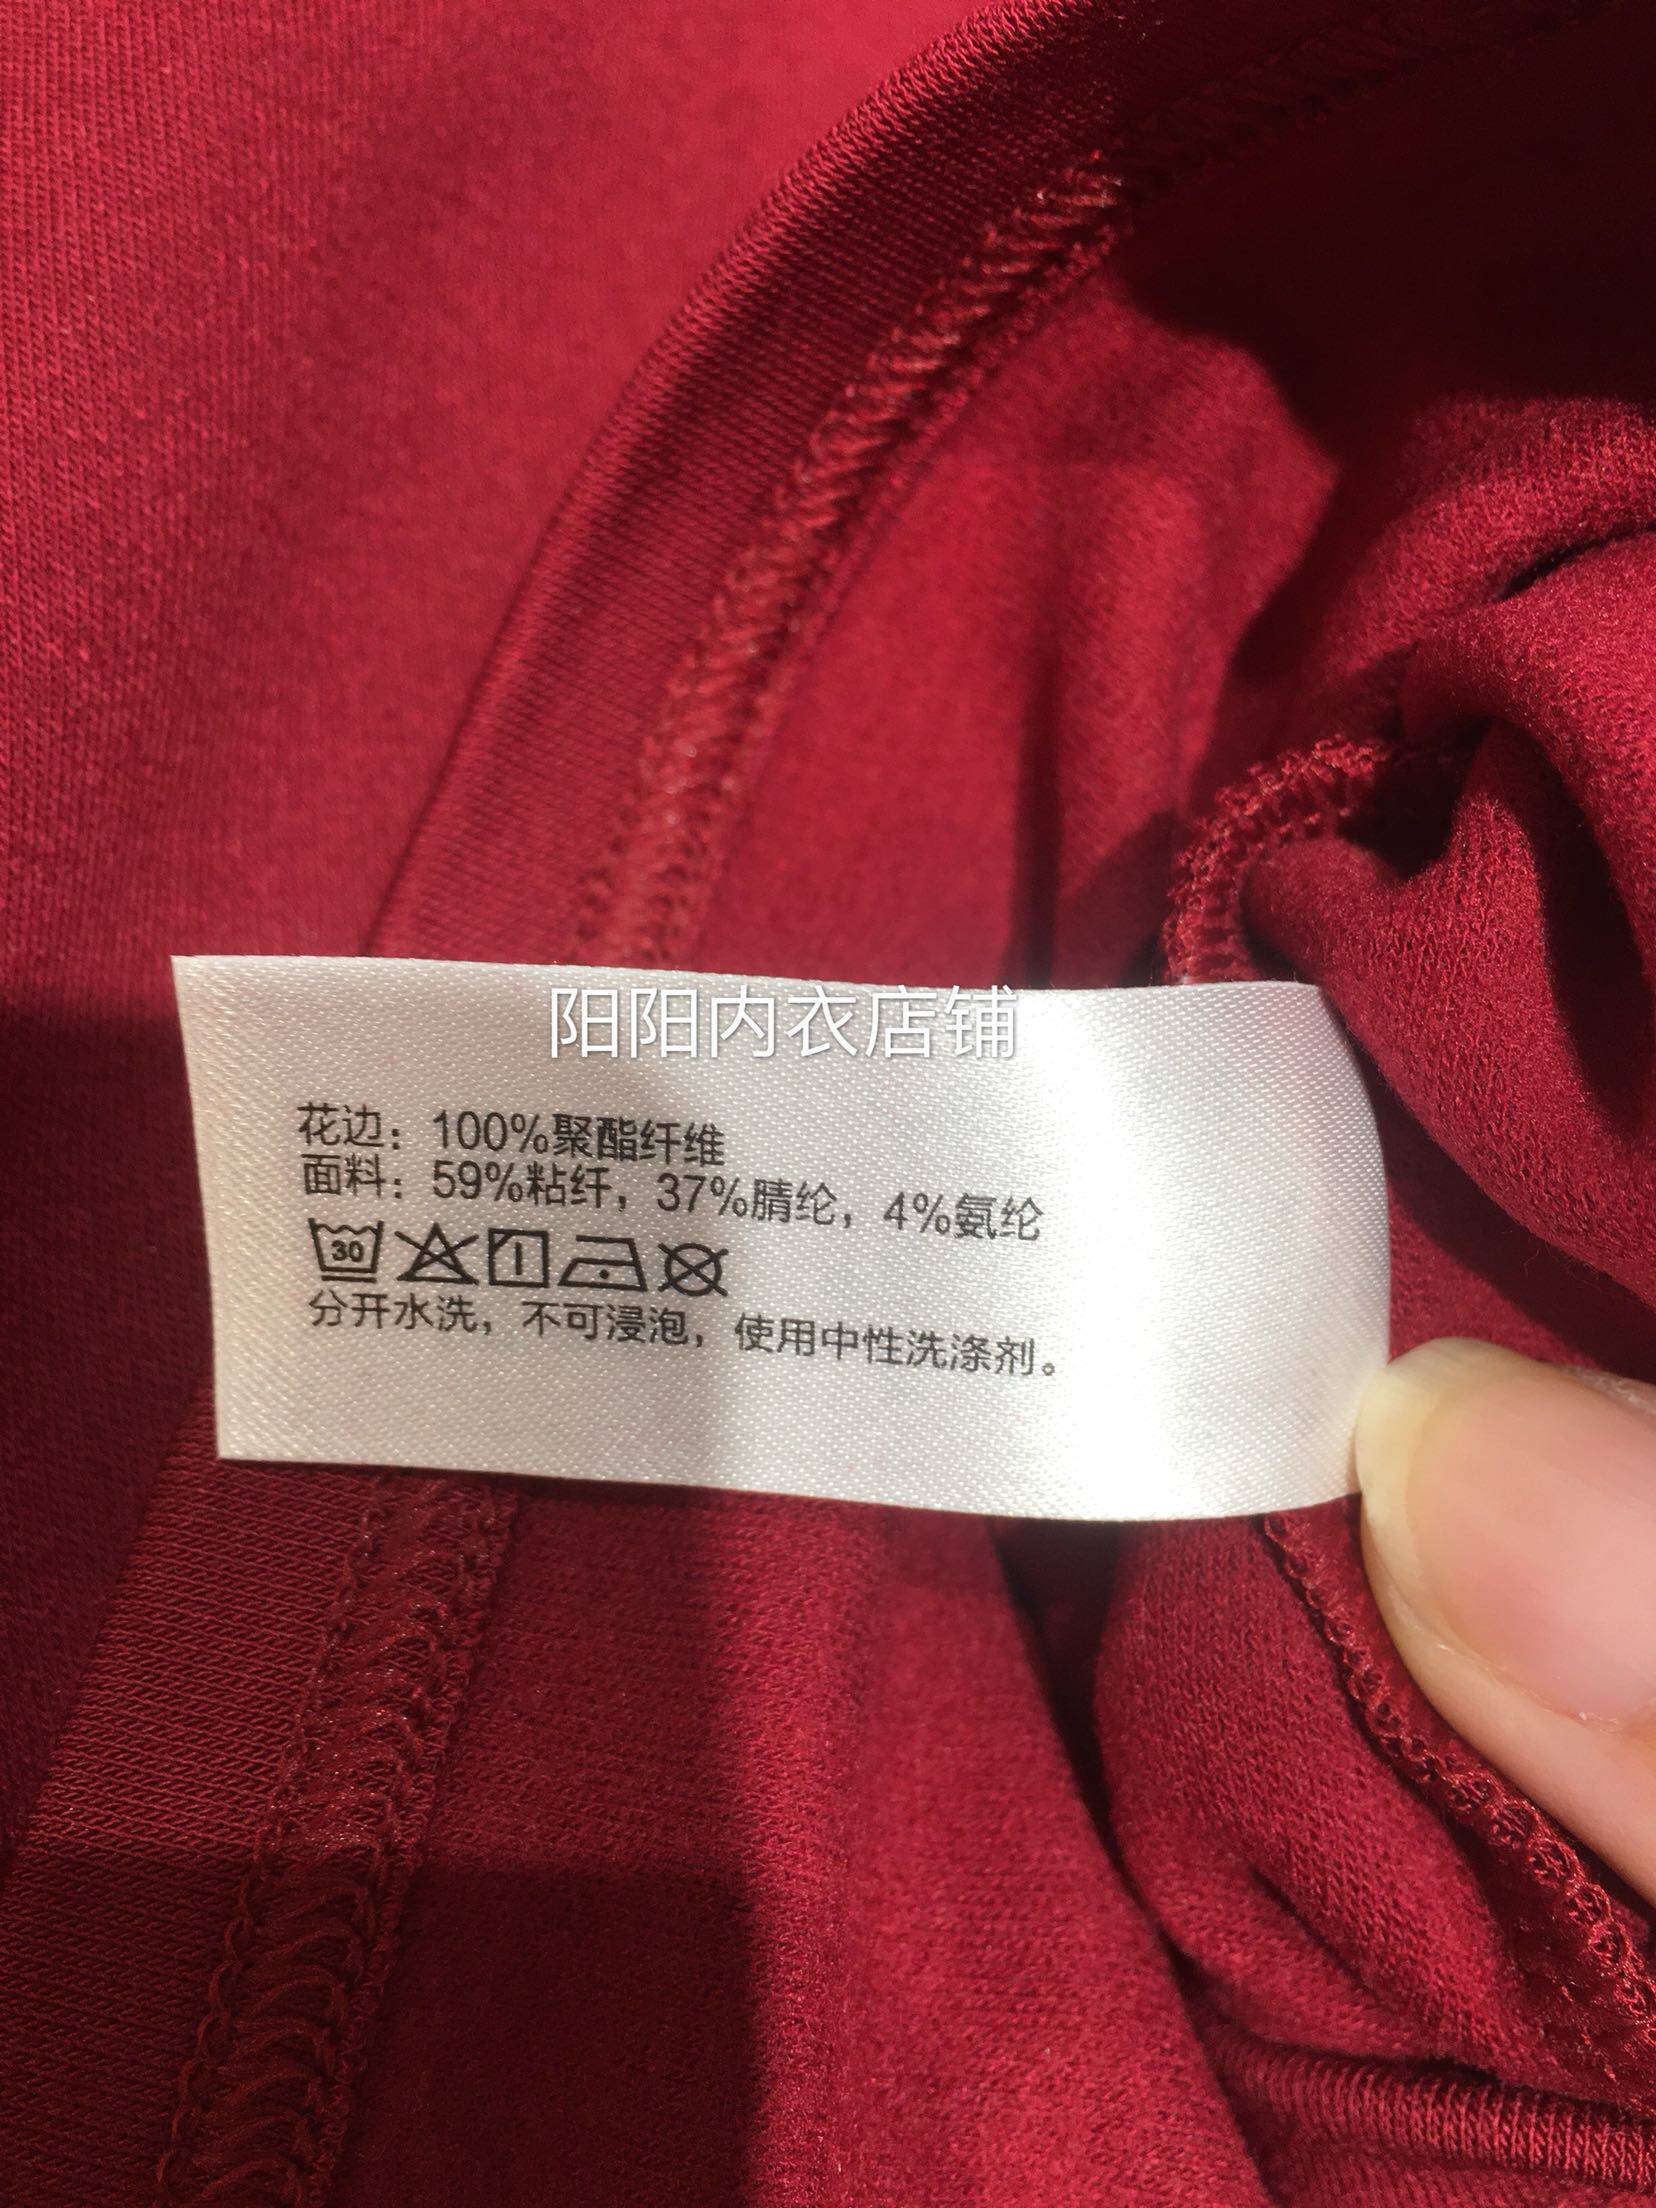 阳阳内衣店铺
花边：100%聚酯纤维
面料：59%粘纤，37%腈纶，4%氨纶
30
分开水洗，不可浸泡，使用中性洗涤剂。